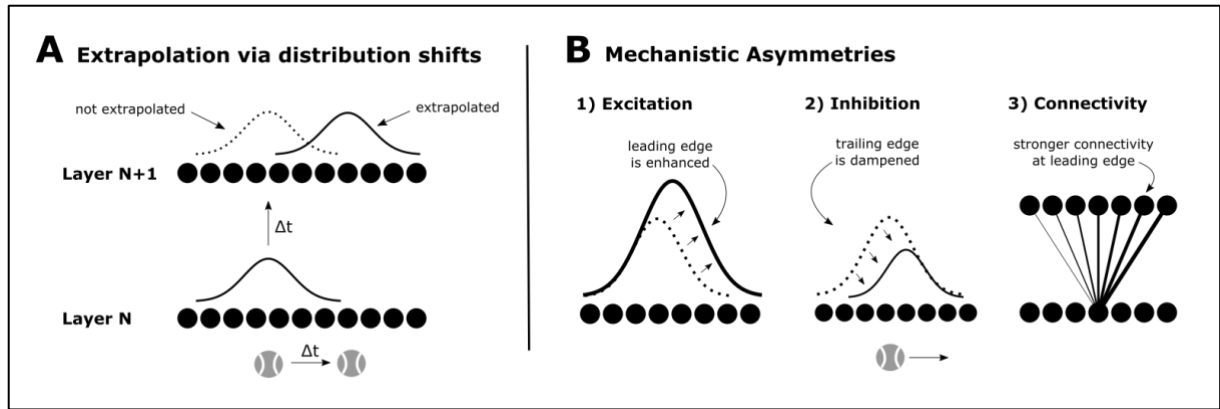 A Extrapolation via distribution shifts
not extrapolated
extrapolated
Layer N+1
Δt
Layer N
Δt
B Mechanistic Asymmetries
1) Excitation
leading edge
is enhanced
2) Inhibition
trailing edge
is dampened
3) Connectivity
stronger connectivity
at leading edge